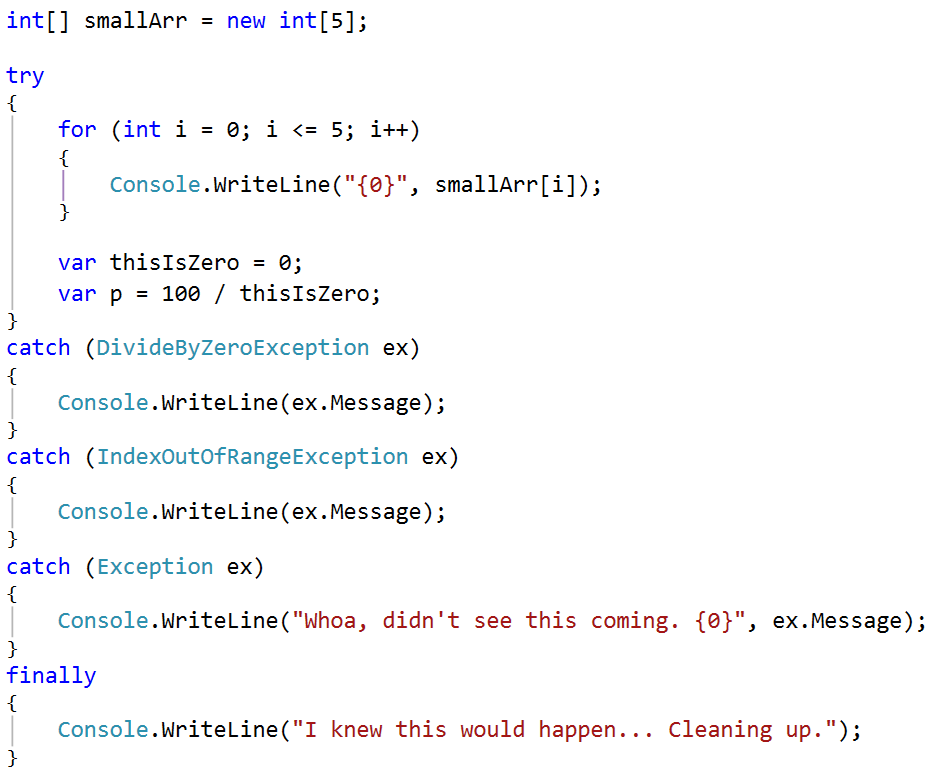 int[] smallArr = new int[5];

try
{
    for (int i = 0; i <= 5; i++)
    {
        Console.WriteLine("{0}", smallArr[i]);
    }

    var thisIsZero = 0;
    var p = 100 / thisIsZero;
}
catch (DivideByZeroException ex)
{
    Console.WriteLine(ex.Message);
}
catch (IndexOutOfRangeException ex)
{
    Console.WriteLine(ex.Message);
}
catch (Exception ex)
{
    Console.WriteLine("Whoa, didn't see this coming. {0}", ex.Message);
}
finally
{
    Console.WriteLine("I knew this would happen... Cleaning up.");
}